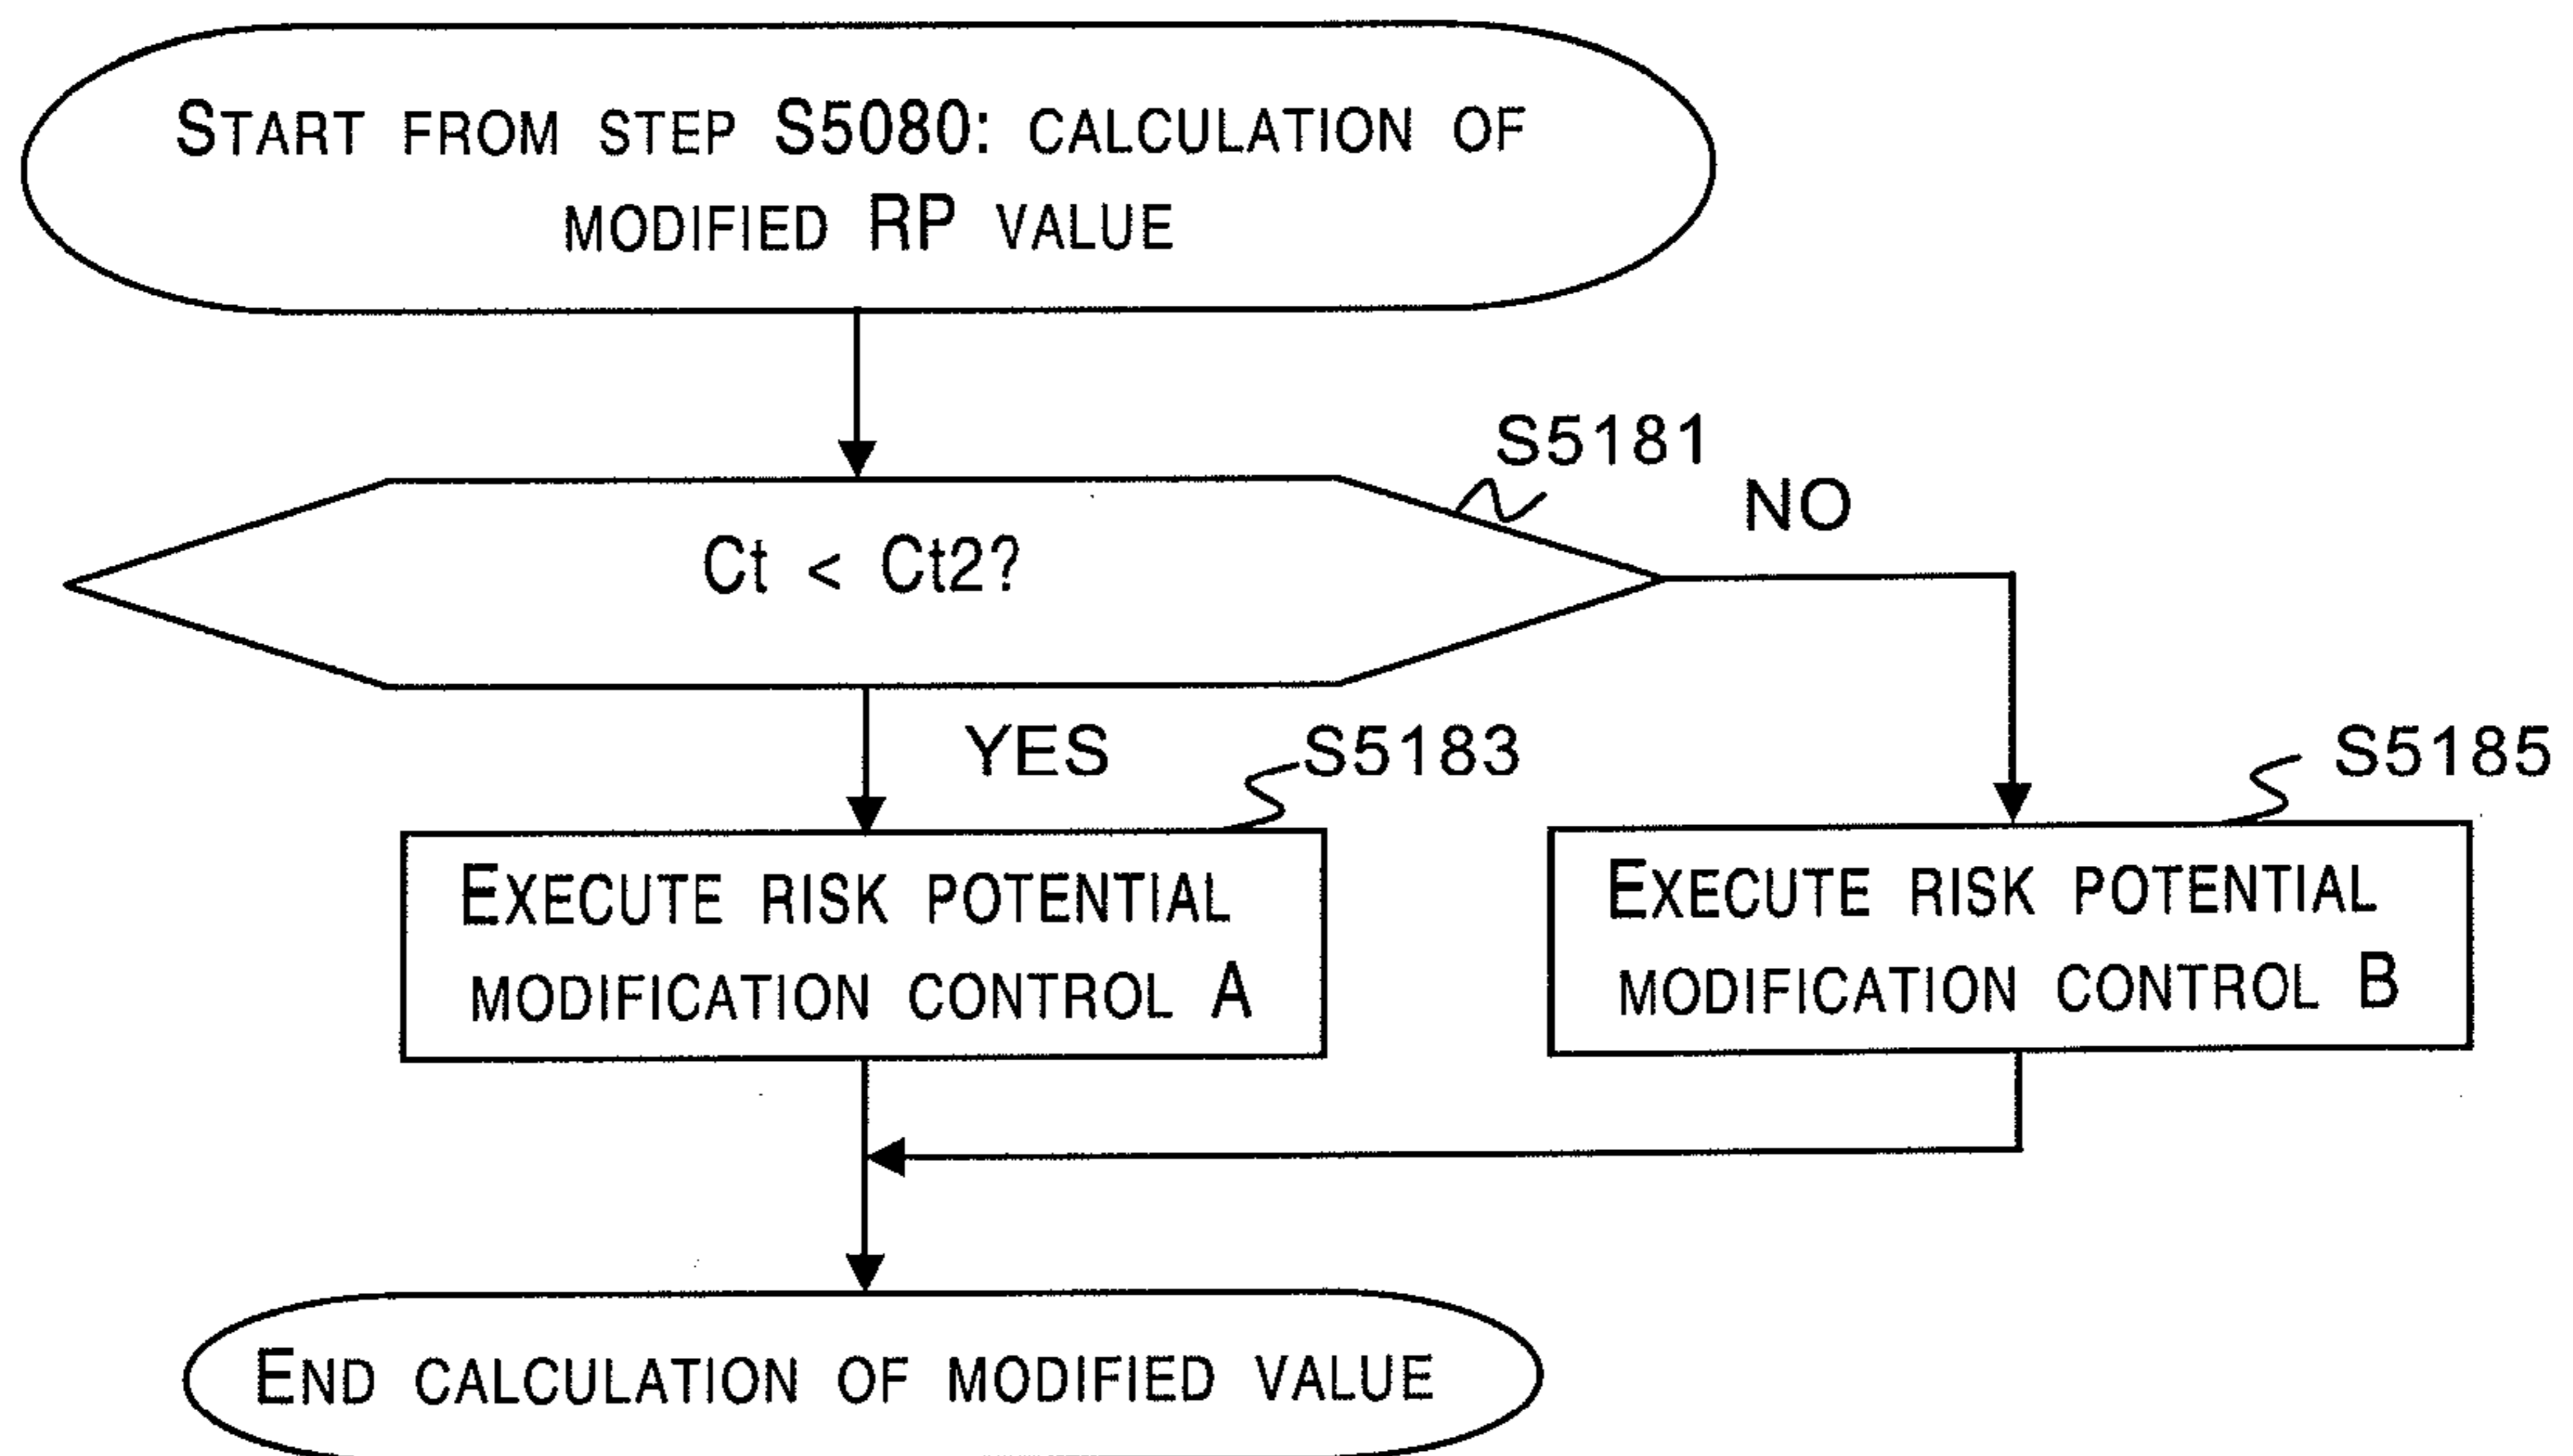 START FROM STEP S5080: CALCULATION OF
MODIFIED RP VALUE
S5181
NO
Ct < Ct2?
YES
S5183
S5185
EXECUTE RISK POTENTIAL
MODIFICATION CONTROL A
EXECUTE RISK POTENTIAL
MODIFICATION CONTROL B
END CALCULATION OF MODIFIED VALUE